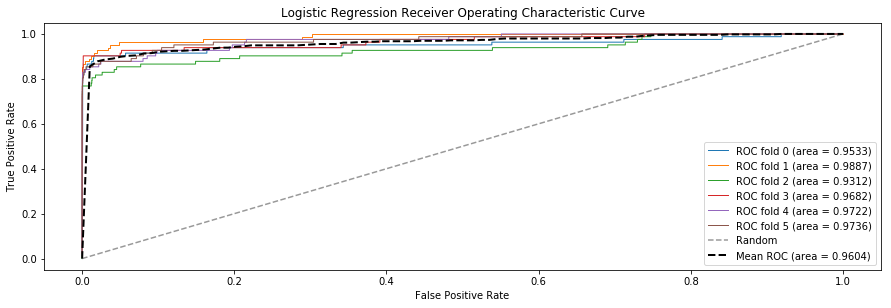 Logistic Regression Receiver Operating Characteristic Curve
1.0
0.8
0.6
0.4
0.2
0.0
True Positive Rate
ROC fold 0 (area = 0.9533)
ROC fold 1 (area = 0.9887)
ROC fold 2 (area = 0.9312)
ROC fold 3 (area = 0.9682)
ROC fold 4 (area = 0.9722)
ROC fold 5 (area = 0.9736)
Random
Mean ROC (area = 0.9604)
0.0 0.2 0.4 0.6 0.8 1.0
False Positive Rate